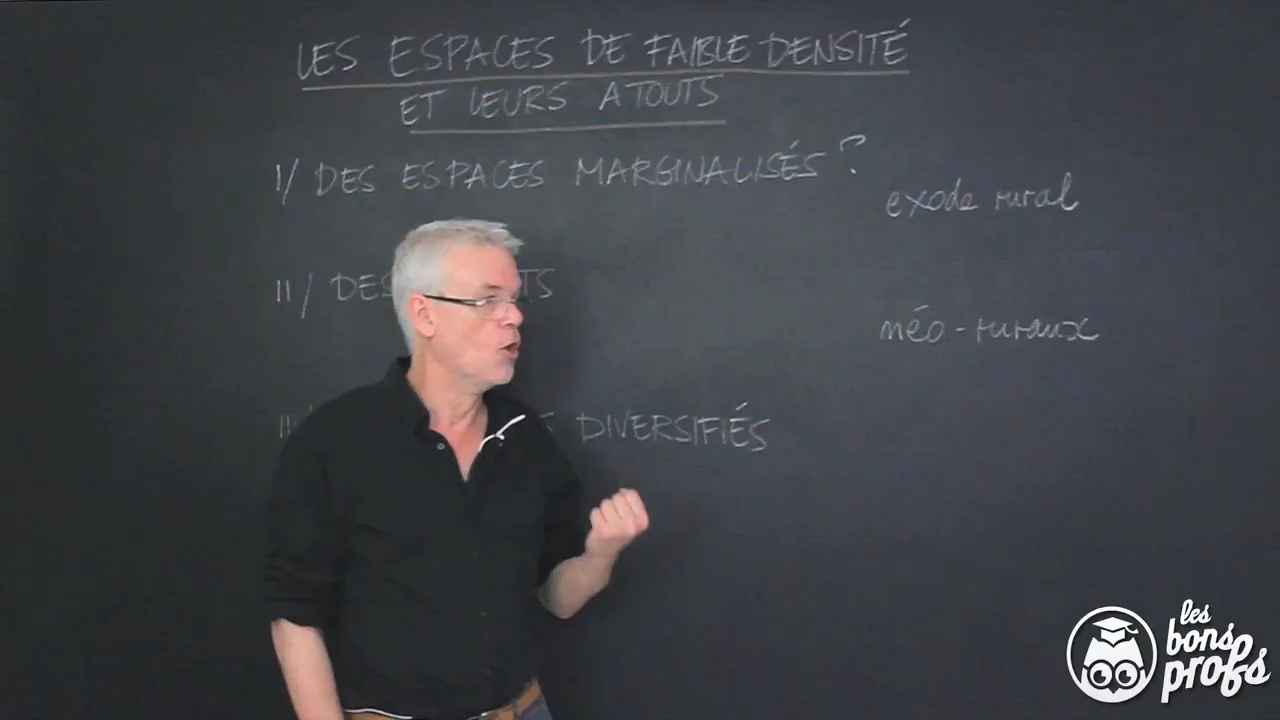 LES ESPACES DE FAIBLE DENSITÉ
ET LEURS ATOUTS
I/ DES ESPACES MARGINALISÉS ?
exode rural
II/ DES
néo-ruraux
DIVERSIFIÉS
les
bons
profs